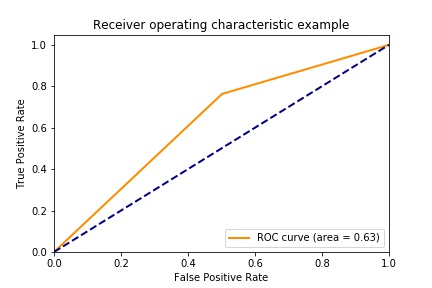 Receiver operating characteristic example
True Positive Rate
1.0
0.8
0.6
0.4
0.2
0.0
ROC curve (area = 0.63)
0.0 0.2 0.4 0.6 0.8 1.0
False Positive Rate